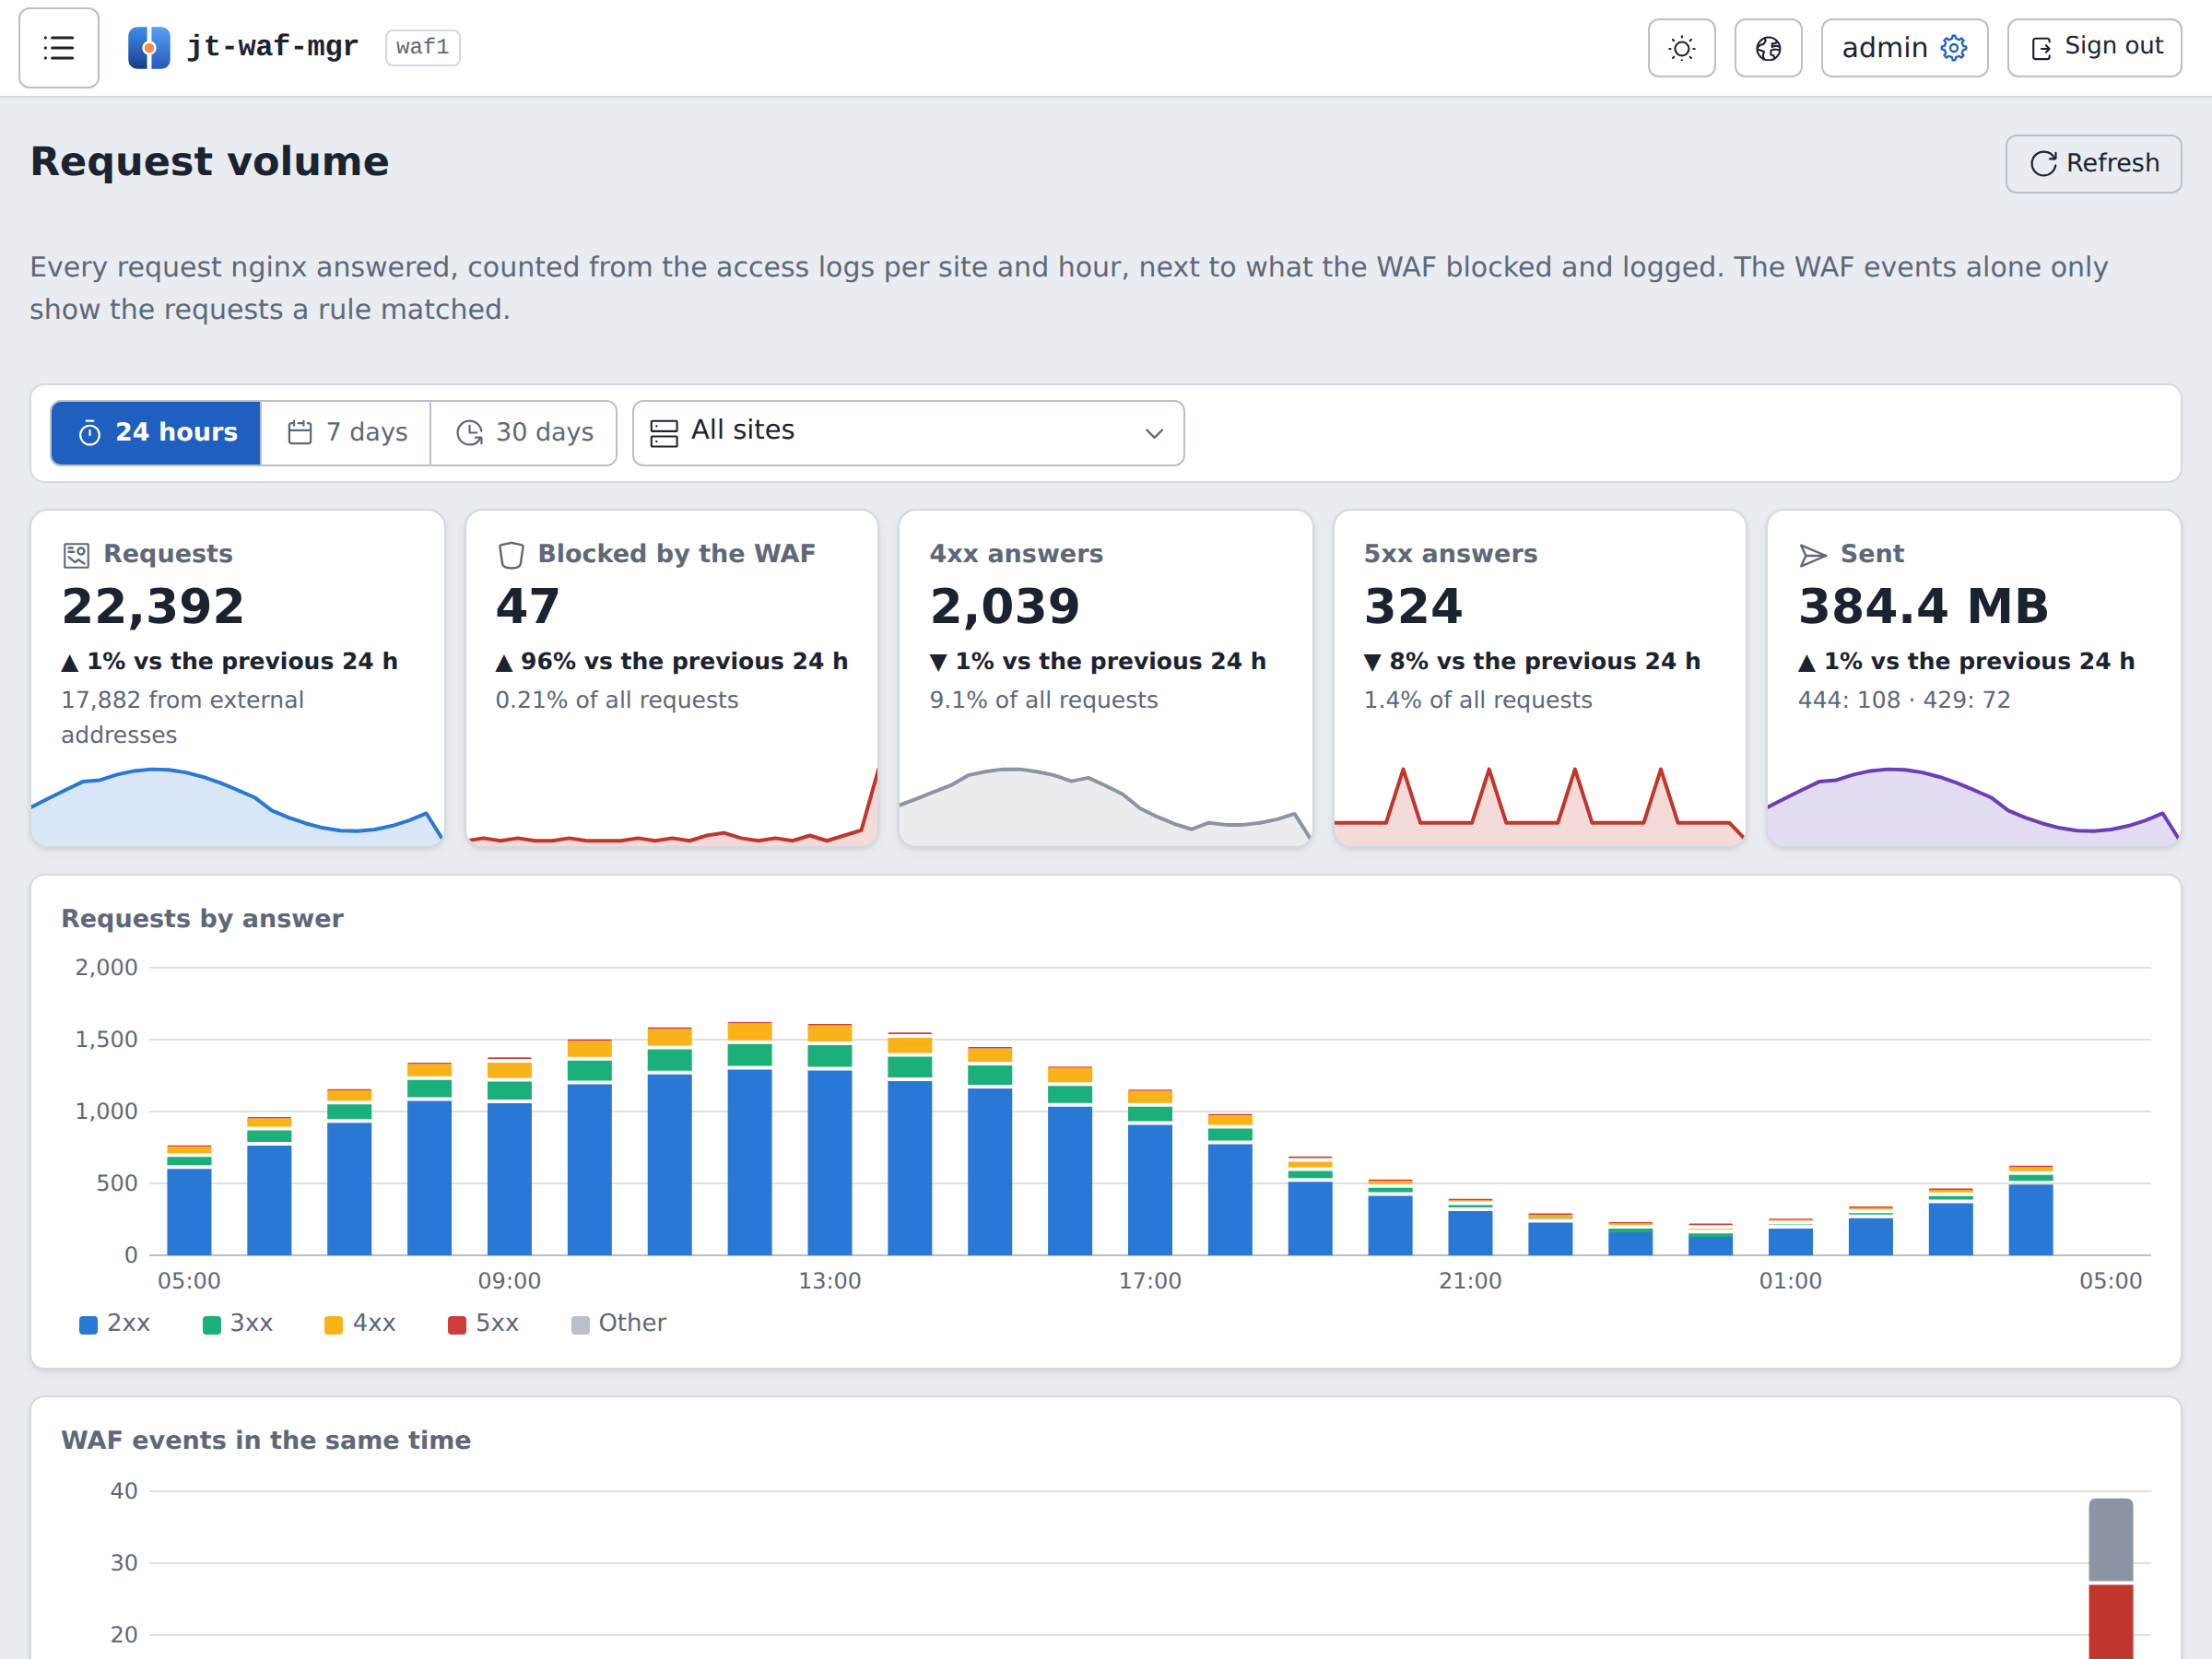 jt-waf-mgr waf1 admin Sign out
Request volume
Refresh
Every request nginx answered, counted from the access logs per site and hour, next to what the WAF blocked and logged. The WAF events alone only
show the requests a rule matched.
24 hours 7 days 30 days All sites
Requests
22,392
▲ 1% vs the previous 24 h
17,882 from external
addresses
Blocked by the WAF
47
▲ 96% vs the previous 24 h
0.21% of all requests
4xx answers
2,039
▼ 1% vs the previous 24 h
9.1% of all requests
5xx answers
324
▼ 8% vs the previous 24 h
1.4% of all requests
Sent
384.4 MB
▲ 1% vs the previous 24 h
444: 108 · 429: 72
Requests by answer
2,000
1,500
1,000
500
0
05:00 09:00 13:00 17:00 21:00 01:00 05:00
2xx 3xx 4xx 5xx Other
WAF events in the same time
40
30
20